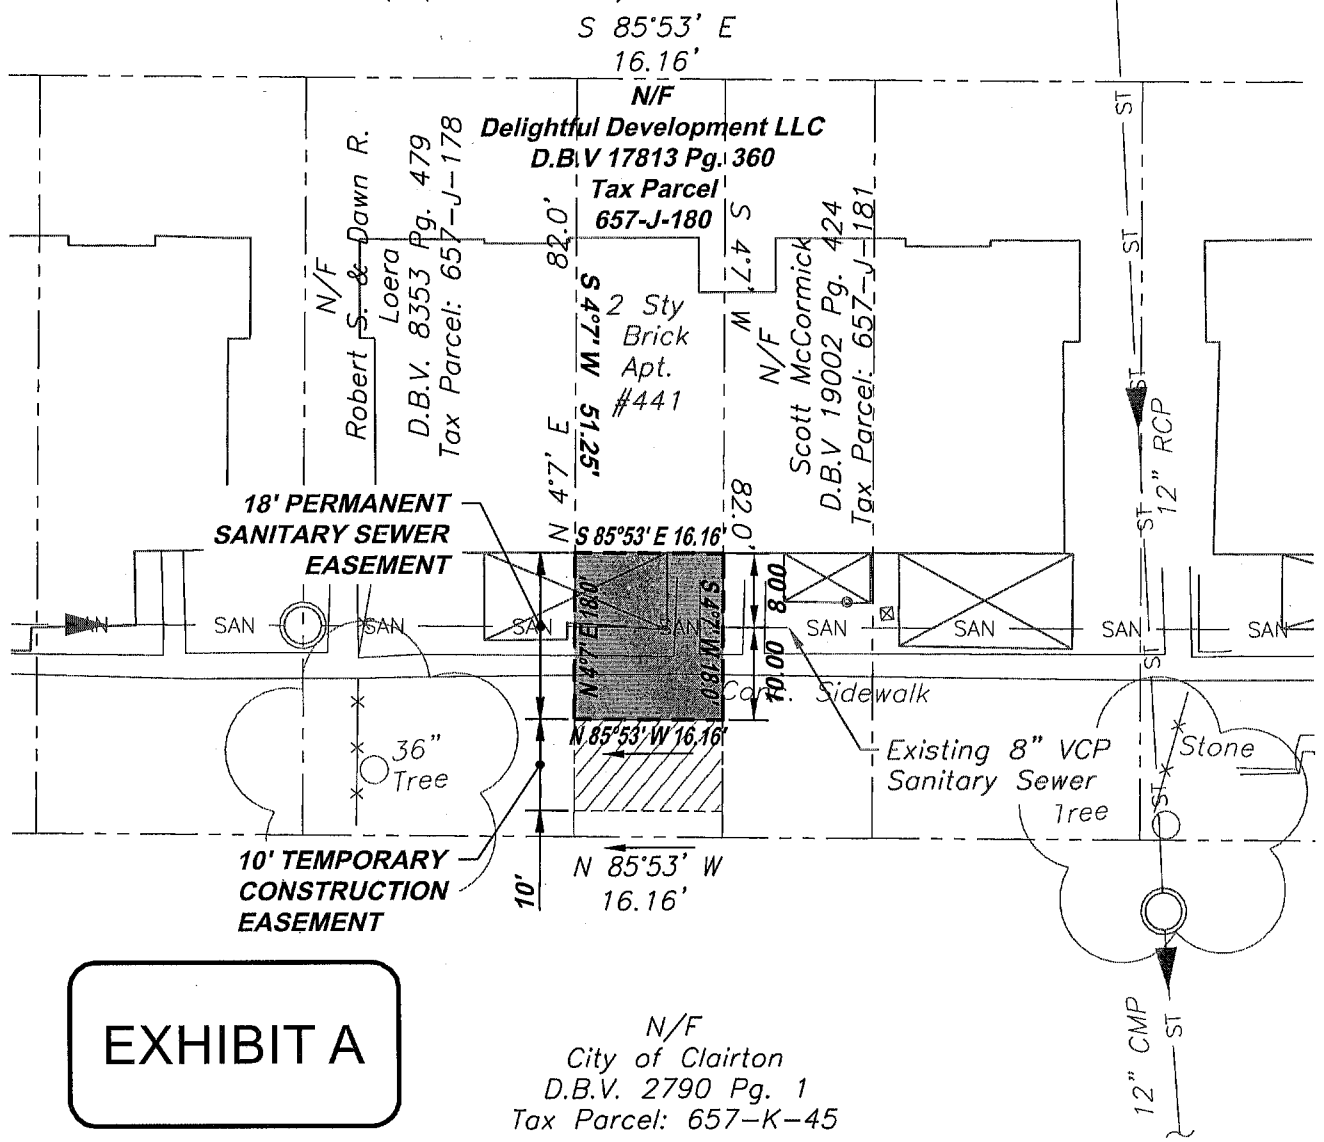 S 85°53' E
16.16'
N/F
Delightful Development LLC
D.B.V 17813 Pg. 360
Tax Parcel
657-J-180
N/F
Robert S. & Dawn R.
Loera
D.B.V. 8353 Pg. 479
Tax Parcel: 657-J-178
N 4°7' E
82.0'
S 4°7' W 51.25'
2 Sty
Brick
Apt.
#441
S 4°7' W
82.0'
N/F
Scott McCormick
D.B.V 19002 Pg. 424
Tax Parcel: 657-J-181
ST
ST
ST
12" RCP
ST
18' PERMANENT
SANITARY SEWER
EASEMENT
S 85°53' E 16.16'
N 4°7' E 18.0'
S 4°7' W 18.0'
8.00
10.00
SAN
SAN
SAN
SAN
SAN
SAN
SAN
SAN
ST
Conc. Sidewalk
N 85°53' W 16.16'
36"
Tree
Existing 8" VCP
Sanitary Sewer
Stone
Tree
ST
10' TEMPORARY
CONSTRUCTION
EASEMENT
10'
N 85°53' W
16.16'
EXHIBIT A
N/F
City of Clairton
D.B.V. 2790 Pg. 1
Tax Parcel: 657-K-45
12" CMP
ST